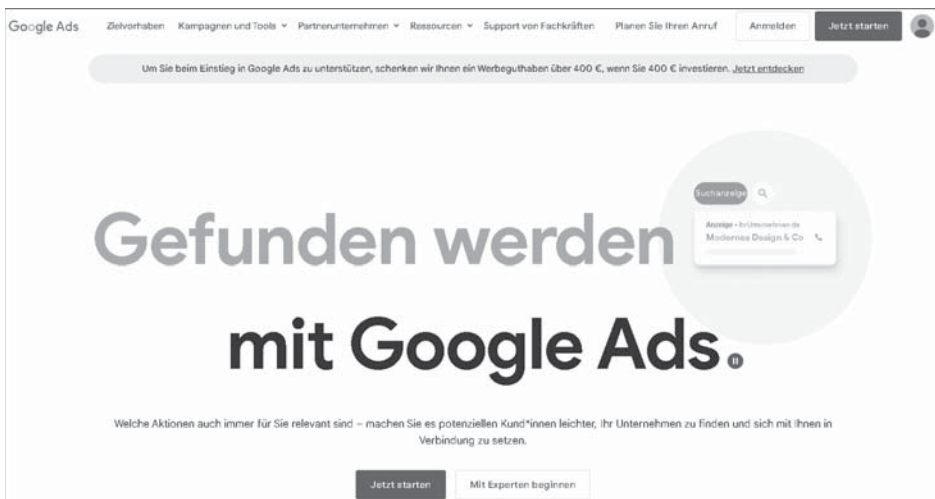 Google Ads Zielvorhaben Kampagnen und Tools Partnerunternehmen Ressourcen Support von Fachkräften Planen Sie Ihren Anruf Anmelden Jetzt starten
Um Sie beim Einstieg in Google Ads zu unterstützen, schenken wir Ihnen ein Werbeguthaben über 400 €, wenn Sie 400 € investieren. Jetzt entdecken
Suchanzeige
Anzeige • IhrUnternehmen.de
Modernes Design & Co
Gefunden werden
mit Google Ads.
Welche Aktionen auch immer für Sie relevant sind – machen Sie es potenziellen Kund*innen leichter, Ihr Unternehmen zu finden und sich mit Ihnen in
Verbindung zu setzen.
Jetzt starten Mit Experten beginnen